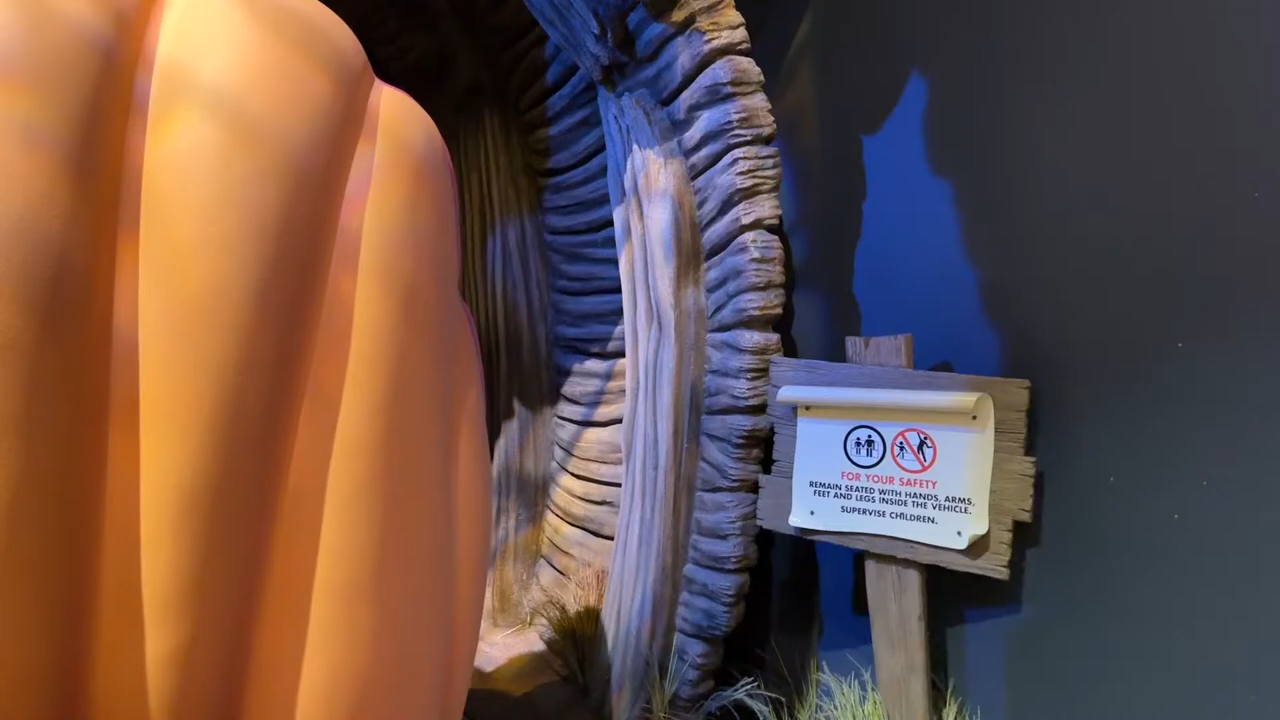 FOR YOUR SAFETY
REMAIN SEATED WITH HANDS, ARMS,
FEET AND LEGS INSIDE THE VEHICLE.
SUPERVISE CHILDREN.